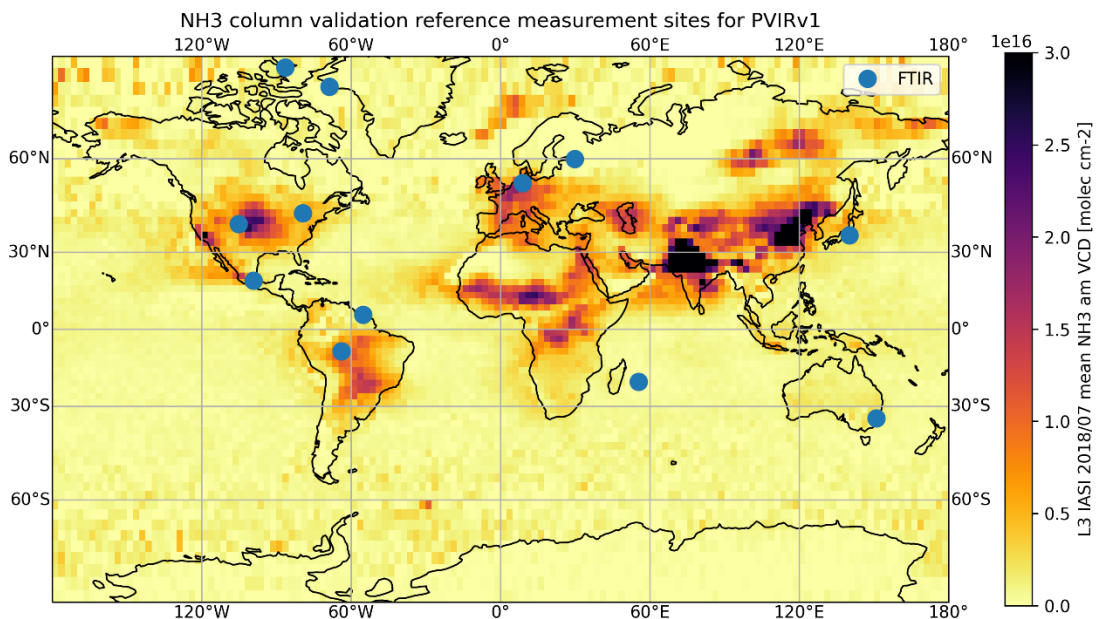 NH3 column validation reference measurement sites for PVIRv1
120°W 60°W 0° 60°E 120°E 180°
1e16
FTIR
60°N 60°N
30°N 30°N
0° 0°
30°S 30°S
60°S 60°S
120°W 60°W 0° 60°E 120°E 180°
3.0
2.5
2.0
1.5
1.0
0.5
0.0
L3 IASI 2018/07 mean NH3 am VCD [molec cm-2]